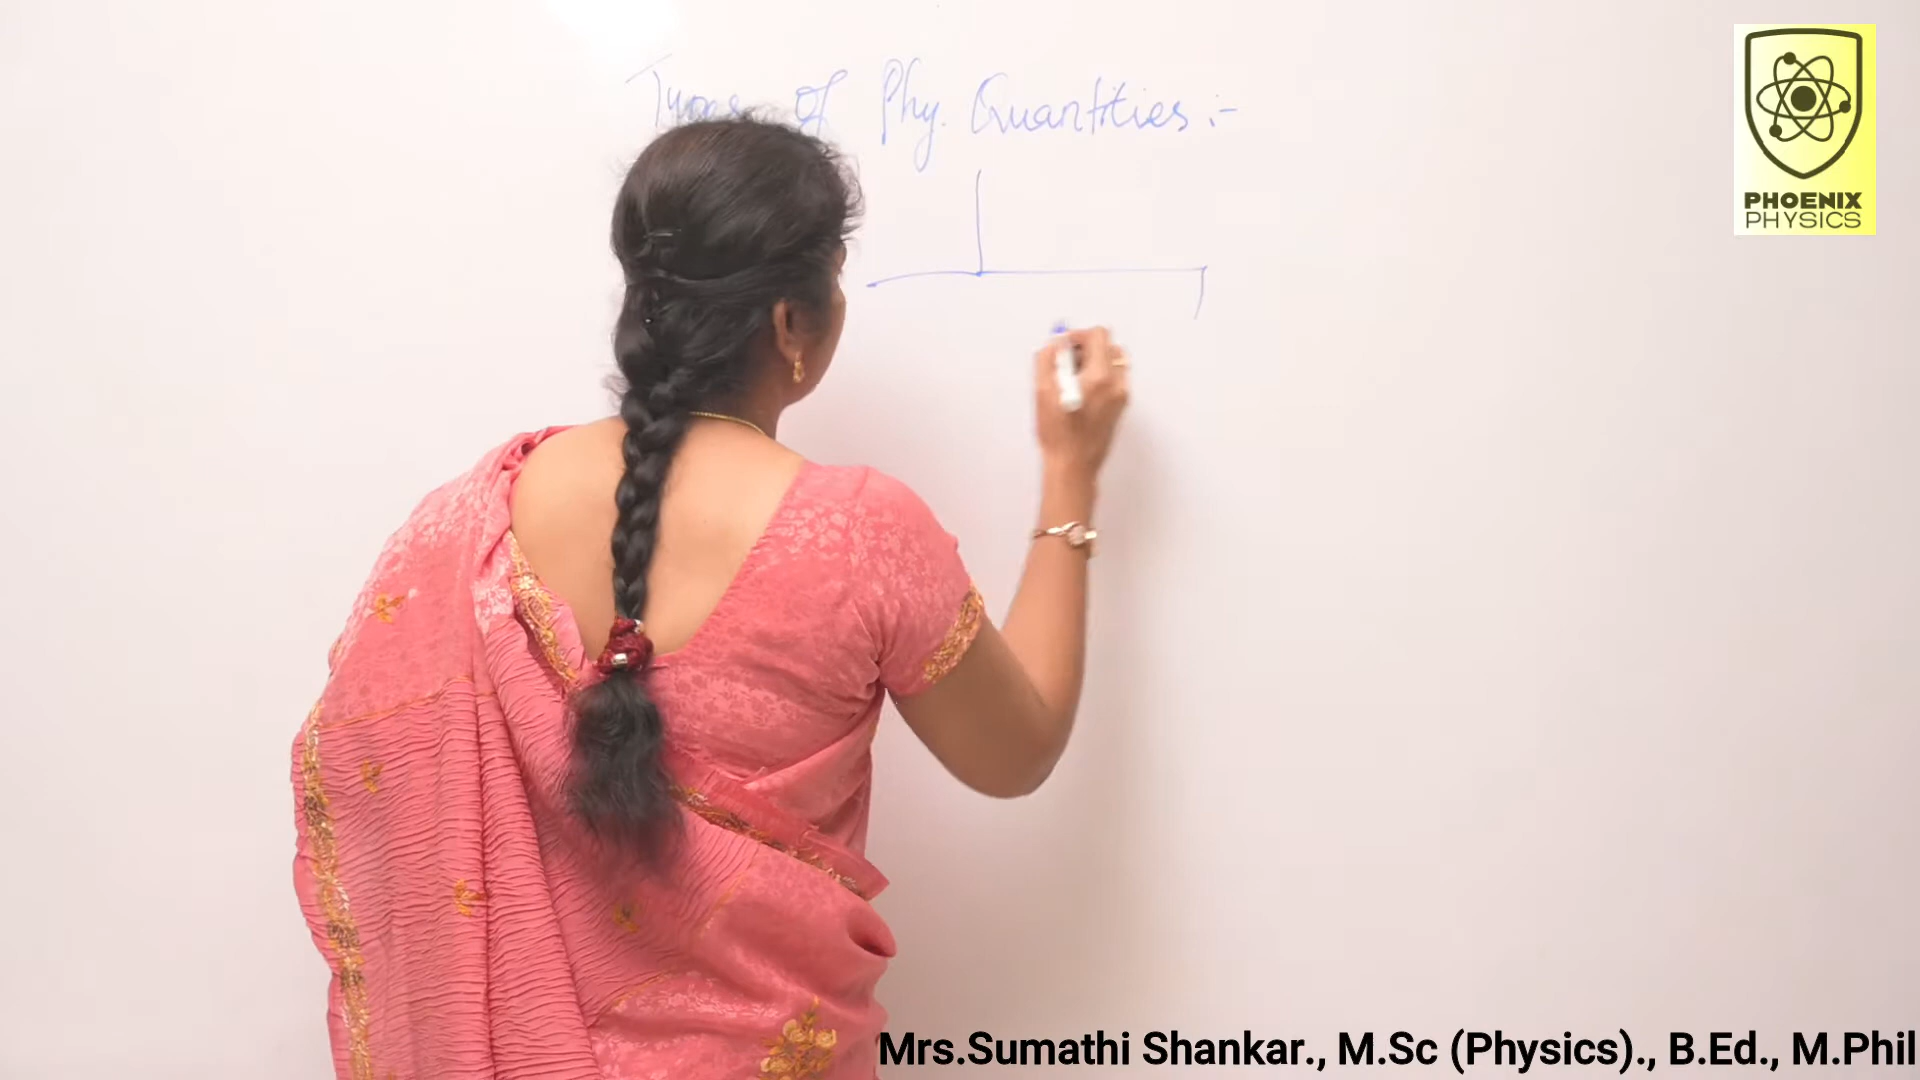 Types of Phy. Quantities :-
PHOENIX
PHYSICS
Mrs.Sumathi Shankar., M.Sc (Physics)., B.Ed., M.Phil